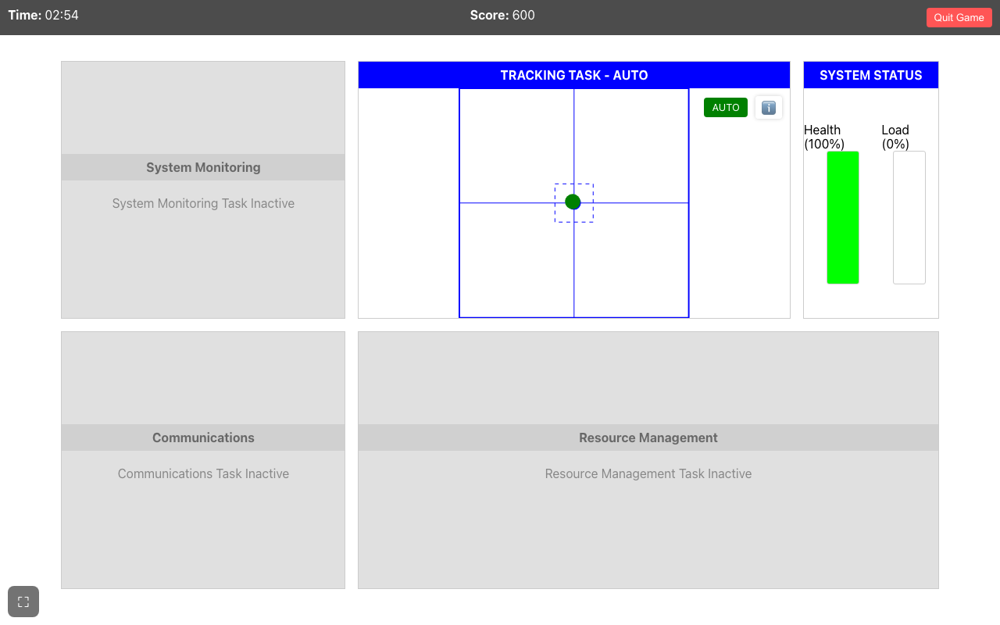 Time: 02:54
Score: 600
Quit Game
System Monitoring
System Monitoring Task Inactive
TRACKING TASK - AUTO
AUTO
SYSTEM STATUS
Health
(100%)
Load
(0%)
Communications
Communications Task Inactive
Resource Management
Resource Management Task Inactive